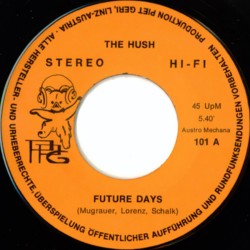 PRODUKTION PIET GERL, LINZ-AUSTRIA - ALLE HERSTELLER- UND URHEBERRECHTE, ÜBERSPIELUNG ÖFFENTLICHER AUFFÜHRUNG UND RUNDFUNKSENDUNGEN VORBEHALTEN
THE HUSH
STEREO HI-FI
45 UpM
5.40'
Austro Mechana
101 A
FUTURE DAYS
(Mugrauer, Lorenz, Schalk)